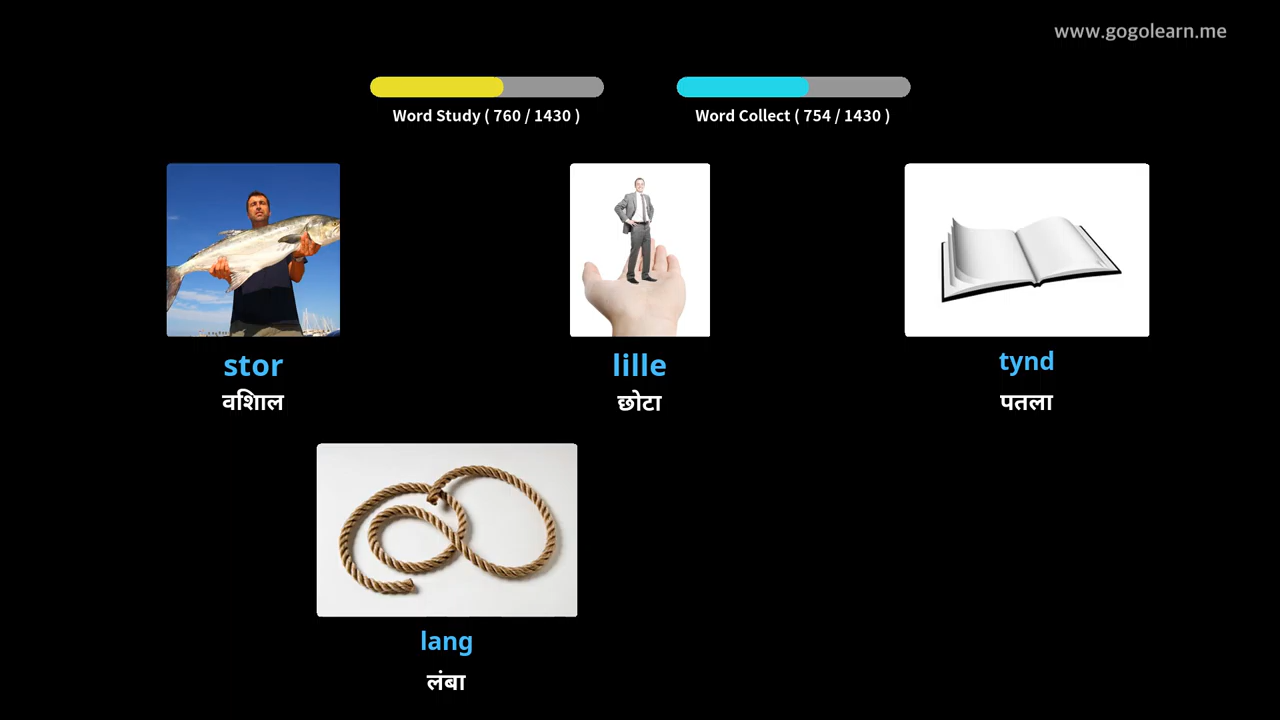 www.gogolearn.me
Word Study ( 760 / 1430 )
Word Collect ( 754 / 1430 )
stor
lille
tynd
विशाल
छोटा
पतला
lang
लंबा